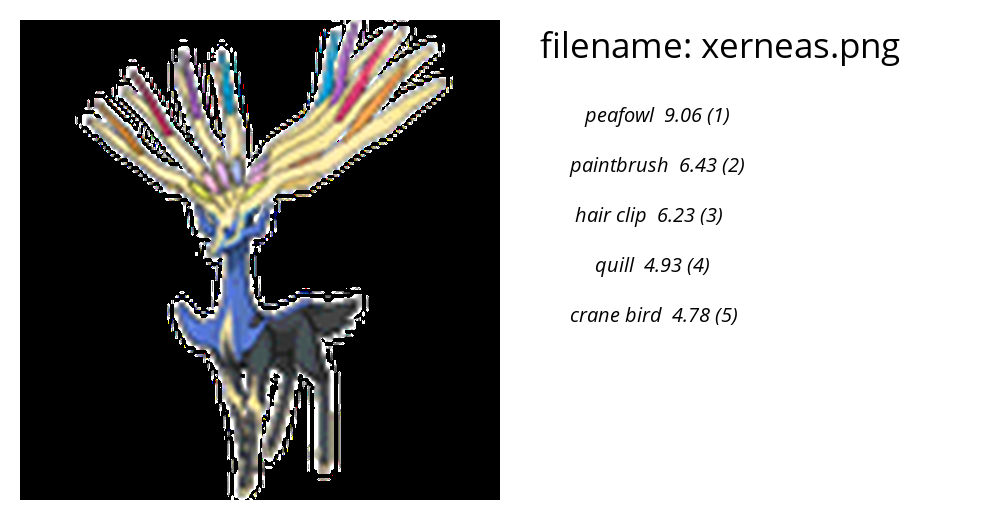 filename: xerneas.png
peafowl 9.06 (1)
paintbrush 6.43 (2)
hair clip 6.23 (3)
quill 4.93 (4)
crane bird 4.78 (5)